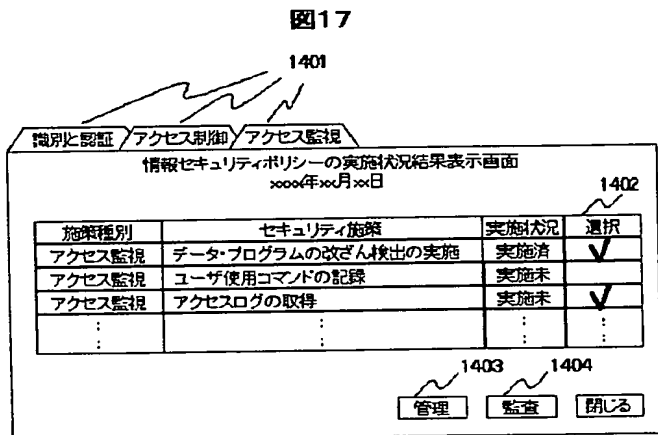 図17
1401
識別と認証 アクセス制御 アクセス監視
情報セキュリティポリシーの実施状況結果表示画面
xxxx年xx月xx日
1402
施策種別 セキュリティ施策 実施状況 選択
アクセス監視 データ・プログラムの改ざん検出の実施 実施済 ✓
アクセス監視 ユーザ使用コマンドの記録 実施未
アクセス監視 アクセスログの取得 実施未 ✓
⋮ ⋮ ⋮ ⋮
1403 1404
管理 監査 閉じる